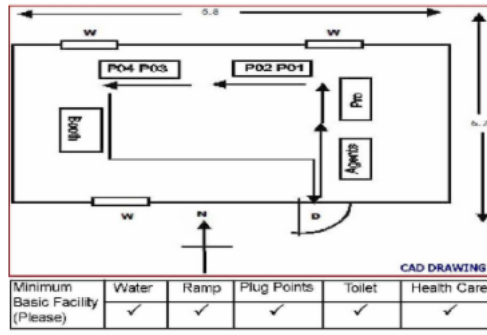 6.8
W
W
P04 P03
P02 P01
Pro
Booth
Agents
W
N
D
CAD DRAWING
Minimum Basic Facility (Please)
Water
Ramp
Plug Points
Toilet
Health Care
✓ ✓ ✓ ✓ ✓